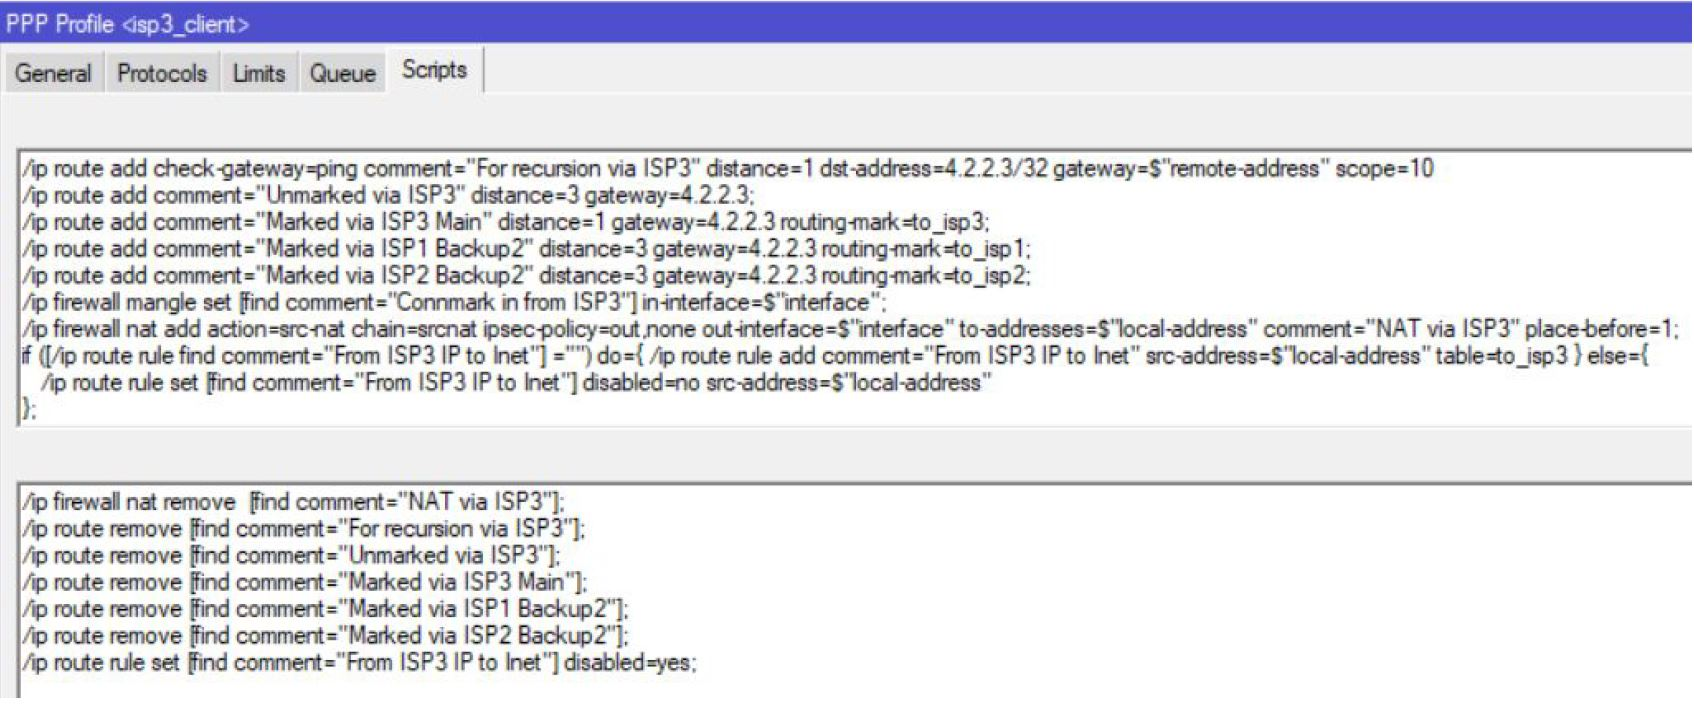 PPP Profile <isp3_client>
General Protocols Limits Queue Scripts
/ip route add check-gateway=ping comment="For recursion via ISP3" distance=1 dst-address=4.2.2.3/32 gateway=$"remote-address" scope=10
/ip route add comment="Unmarked via ISP3" distance=3 gateway=4.2.2.3;
/ip route add comment="Marked via ISP3 Main" distance=1 gateway=4.2.2.3 routing-mark=to_isp3;
/ip route add comment="Marked via ISP1 Backup2" distance=3 gateway=4.2.2.3 routing-mark=to_isp1;
/ip route add comment="Marked via ISP2 Backup2" distance=3 gateway=4.2.2.3 routing-mark=to_isp2;
/ip firewall mangle set [find comment="Connmark in from ISP3"] in-interface=$"interface";
/ip firewall nat add action=src-nat chain=srcnat ipsec-policy=out,none out-interface=$"interface" to-addresses=$"local-address" comment="NAT via ISP3" place-before=1;
if ([/ip route rule find comment="From ISP3 IP to Inet"] ="") do={ /ip route rule add comment="From ISP3 IP to Inet" src-address=$"local-address" table=to_isp3 } else={
/ip route rule set [find comment="From ISP3 IP to Inet"] disabled=no src-address=$"local-address"
};
/ip firewall nat remove  [find comment="NAT via ISP3"];
/ip route remove [find comment="For recursion via ISP3"];
/ip route remove [find comment="Unmarked via ISP3"];
/ip route remove [find comment="Marked via ISP3 Main"];
/ip route remove [find comment="Marked via ISP1 Backup2"];
/ip route remove [find comment="Marked via ISP2 Backup2"];
/ip route rule set [find comment="From ISP3 IP to Inet"] disabled=yes;